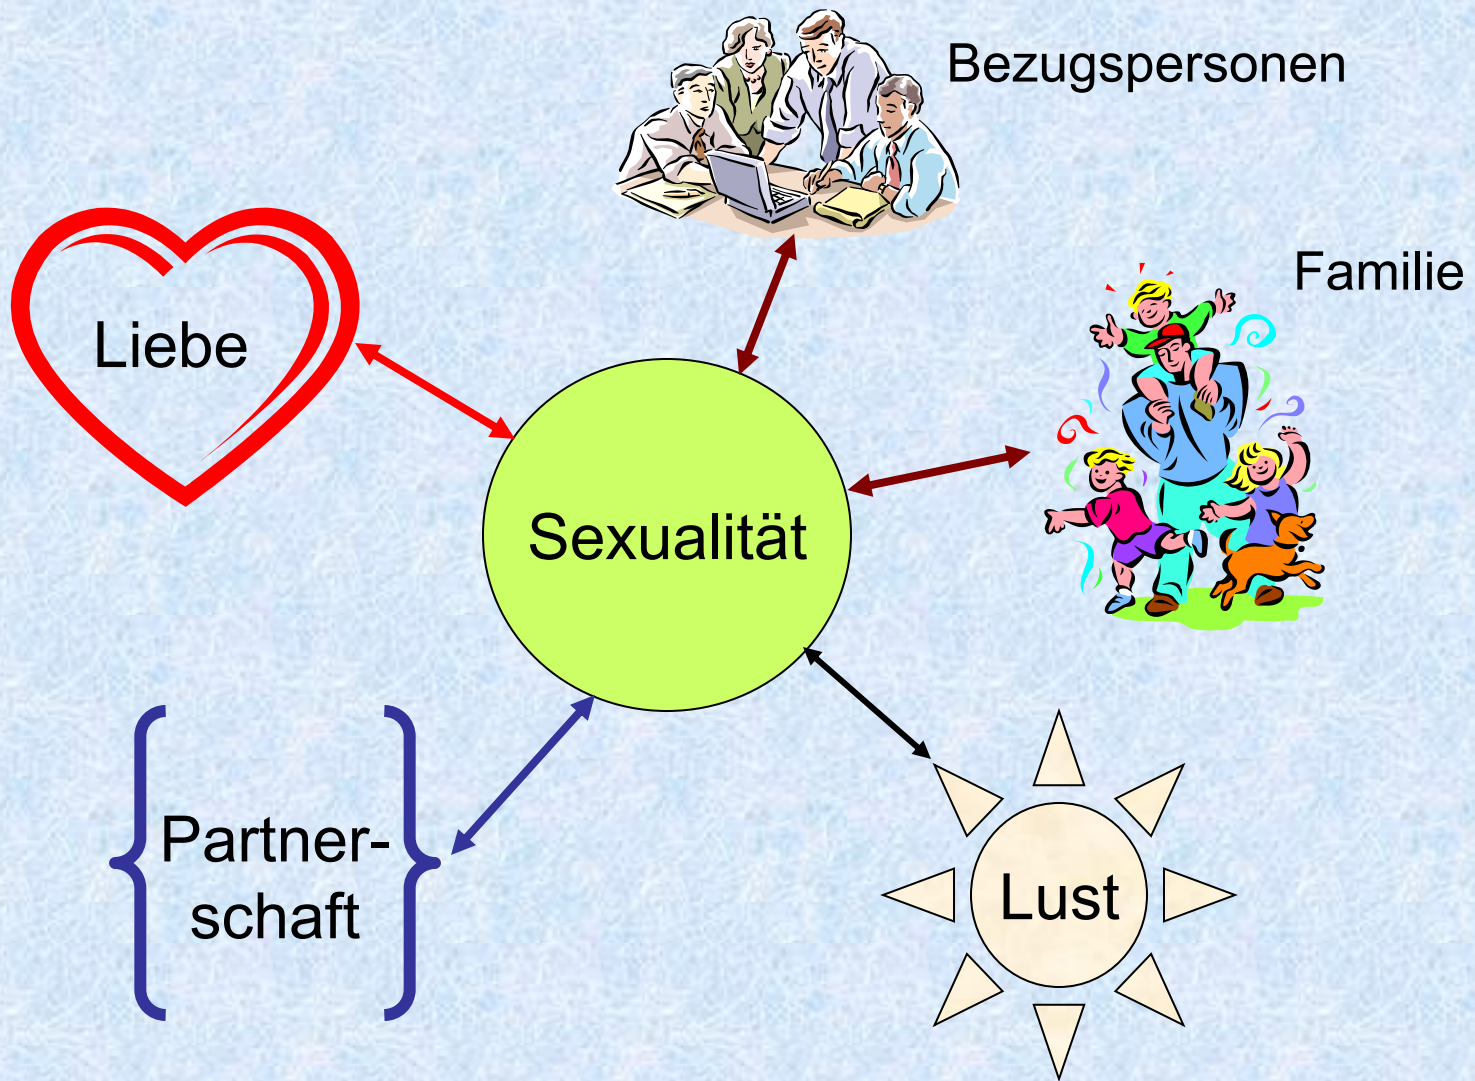 Bezugspersonen
Familie
Liebe
Sexualität
Partner-
schaft
Lust